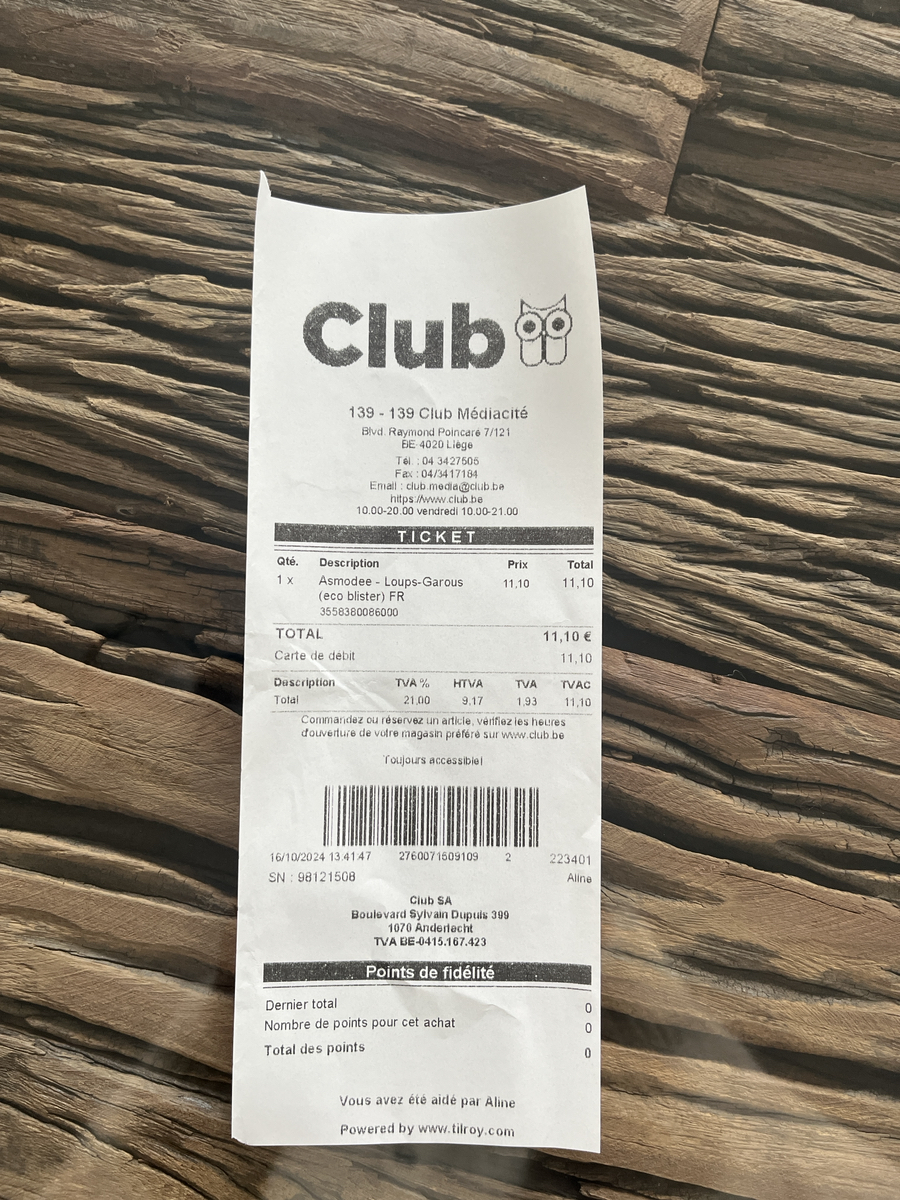 Club
139 - 139 Club Médiacité
Blvd. Raymond Poincaré 7/121
BE 4020 Liège
Tél. : 04 3427505
Fax : 04/3417184
Email : club.media@club.be
https://www.club.be
10.00-20.00 vendredi 10.00-21.00
TICKET
Qté. Description Prix Total
1 x Asmodee - Loups-Garous 11,10 11,10
(eco blister) FR
3558380086000
TOTAL 11,10 €
Carte de débit 11,10
Description TVA % HTVA TVA TVAC
Total 21,00 9,17 1,93 11,10
Commandez ou réservez un article, vérifiez les heures
d'ouverture de votre magasin préféré sur www.club.be
Toujours accessible!
16/10/2024 13.41.47 2760071509109 2 223401
SN : 98121508 Aline
Club SA
Boulevard Sylvain Dupuis 399
1070 Anderlecht
TVA BE-0415.167.423
Points de fidélité
Dernier total 0
Nombre de points pour cet achat 0
Total des points 0
Vous avez été aidé par Aline
Powered by www.tilroy.com